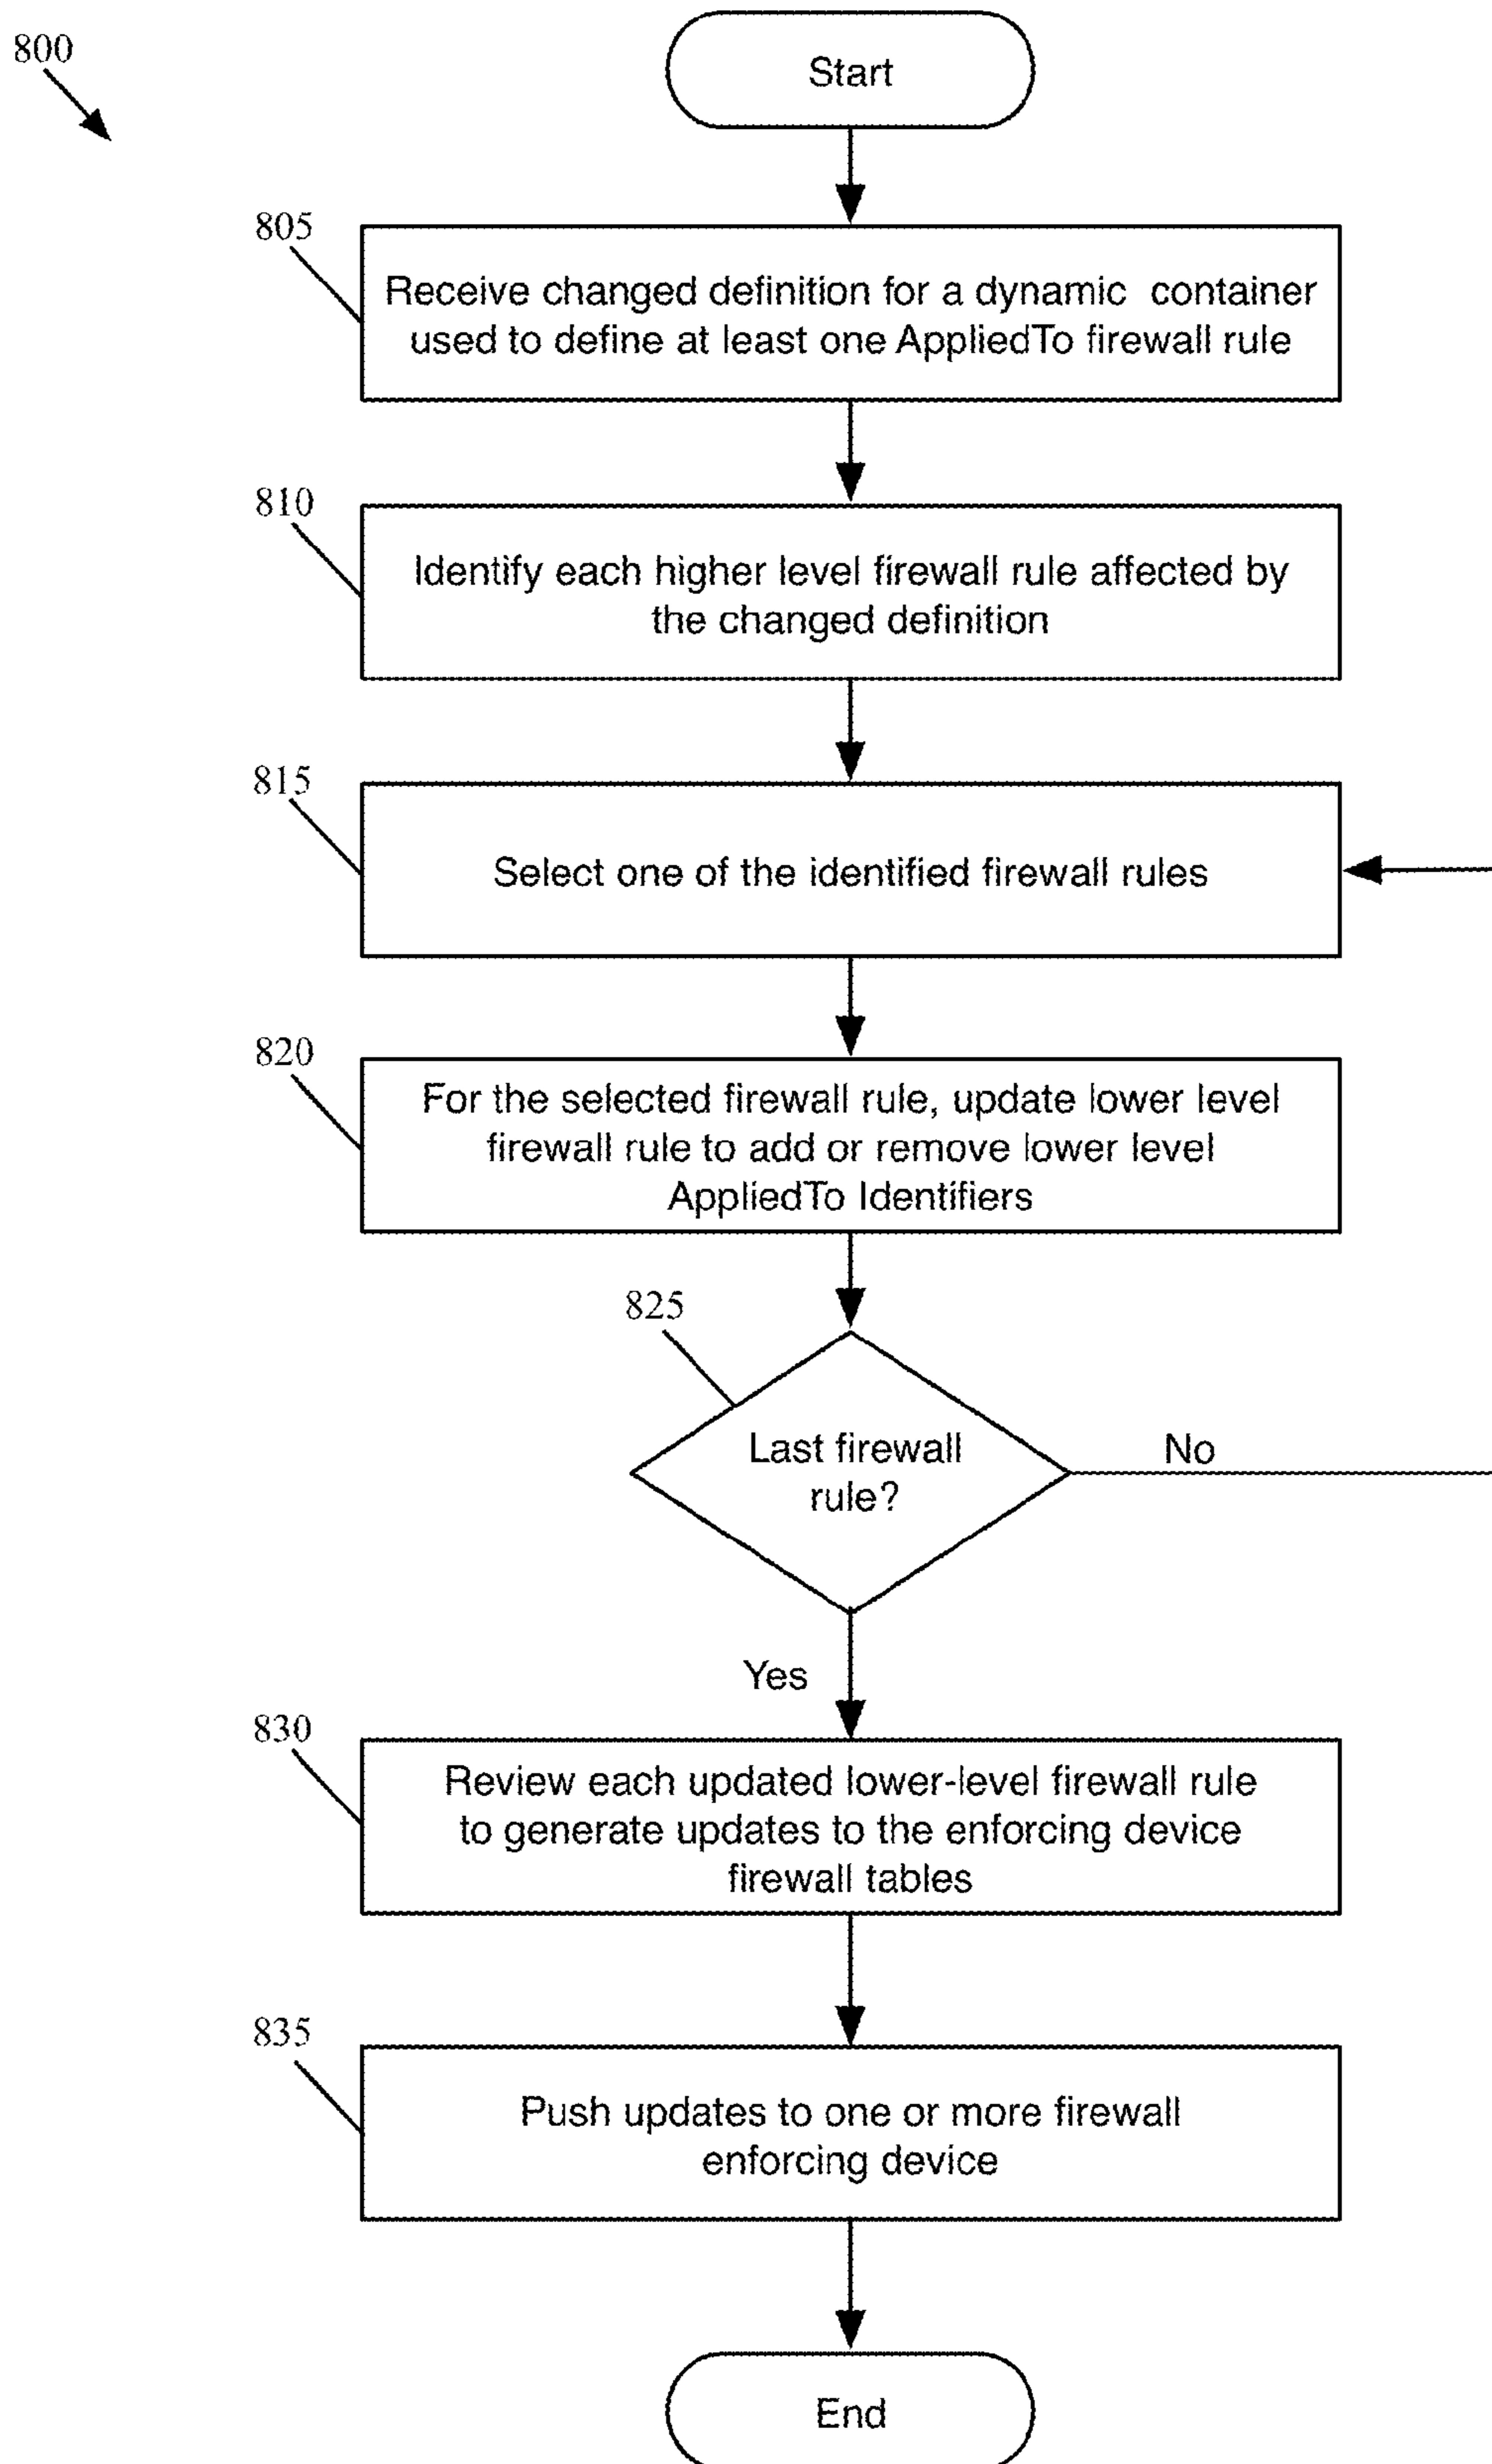 800
Start
805
Receive changed definition for a dynamic container
used to define at least one AppliedTo firewall rule
810
Identify each higher level firewall rule affected by
the changed definition
815
Select one of the identified firewall rules
820
For the selected firewall rule, update lower level
firewall rule to add or remove lower level
AppliedTo Identifiers
825
Last firewall
rule?
No
Yes
830
Review each updated lower-level firewall rule
to generate updates to the enforcing device
firewall tables
835
Push updates to one or more firewall
enforcing device
End